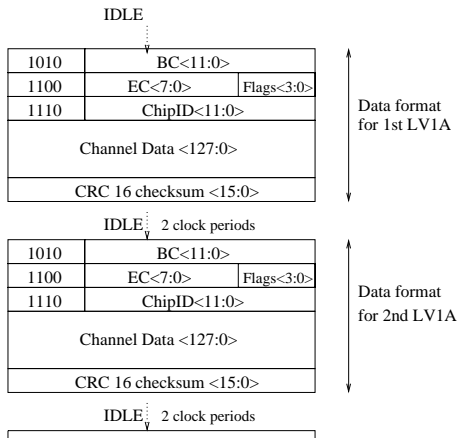 IDLE
1010 BC<11:0>
1100 EC<7:0> Flags<3:0>
1110 ChipID<11:0>
Channel Data <127:0>
CRC 16 checksum <15:0>
Data format
for 1st LV1A
IDLE 2 clock periods
1010 BC<11:0>
1100 EC<7:0> Flags<3:0>
1110 ChipID<11:0>
Channel Data <127:0>
CRC 16 checksum <15:0>
Data format
for 2nd LV1A
IDLE 2 clock periods